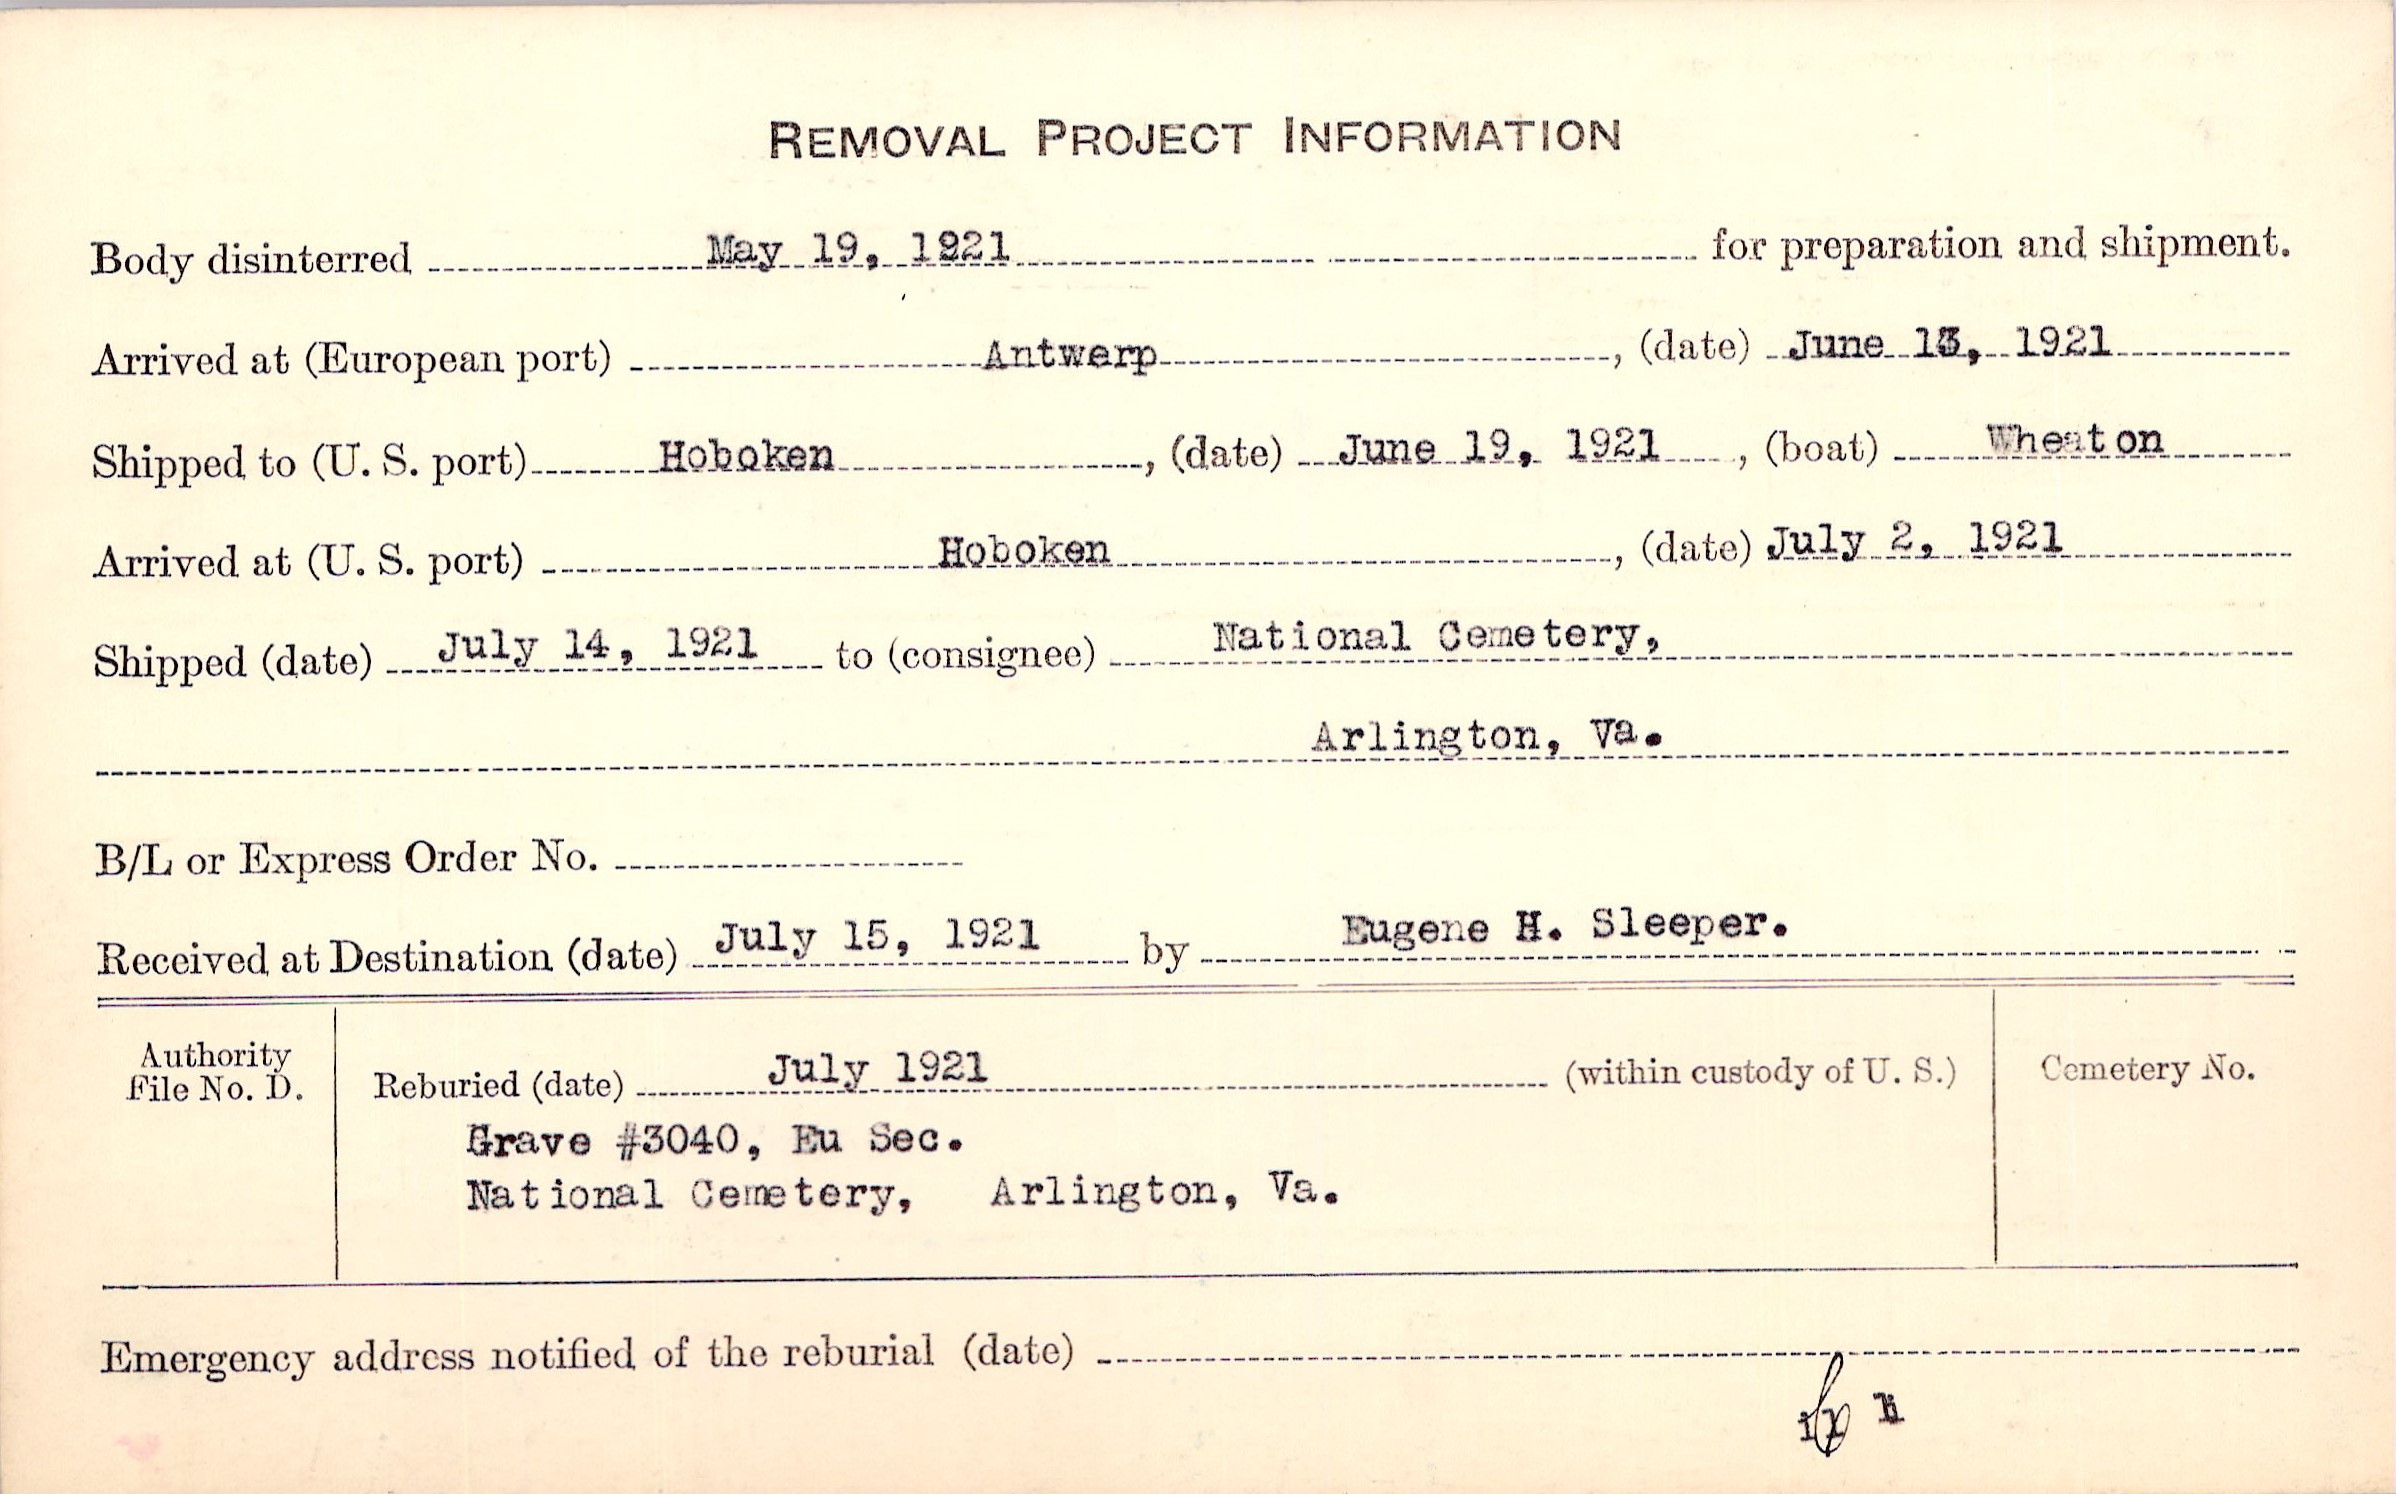 REMOVAL PROJECT INFORMATION
Body disinterred May 19, 1921 for preparation and shipment.
Arrived at (European port) Antwerp, (date) June 13, 1921
Shipped to (U. S. port) Hoboken, (date) June 19, 1921, (boat) Wheaton
Arrived at (U. S. port) Hoboken, (date) July 2, 1921
Shipped (date) July 14, 1921 to (consignee) National Cemetery,
Arlington, Va.
B/L or Express Order No.
Received at Destination (date) July 15, 1921 by Eugene H. Sleeper.
Authority File No. D. Reburied (date) July 1921 (within custody of U. S.) Cemetery No.
Grave #3040, Eu Sec.
National Cemetery, Arlington, Va.
Emergency address notified of the reburial (date)